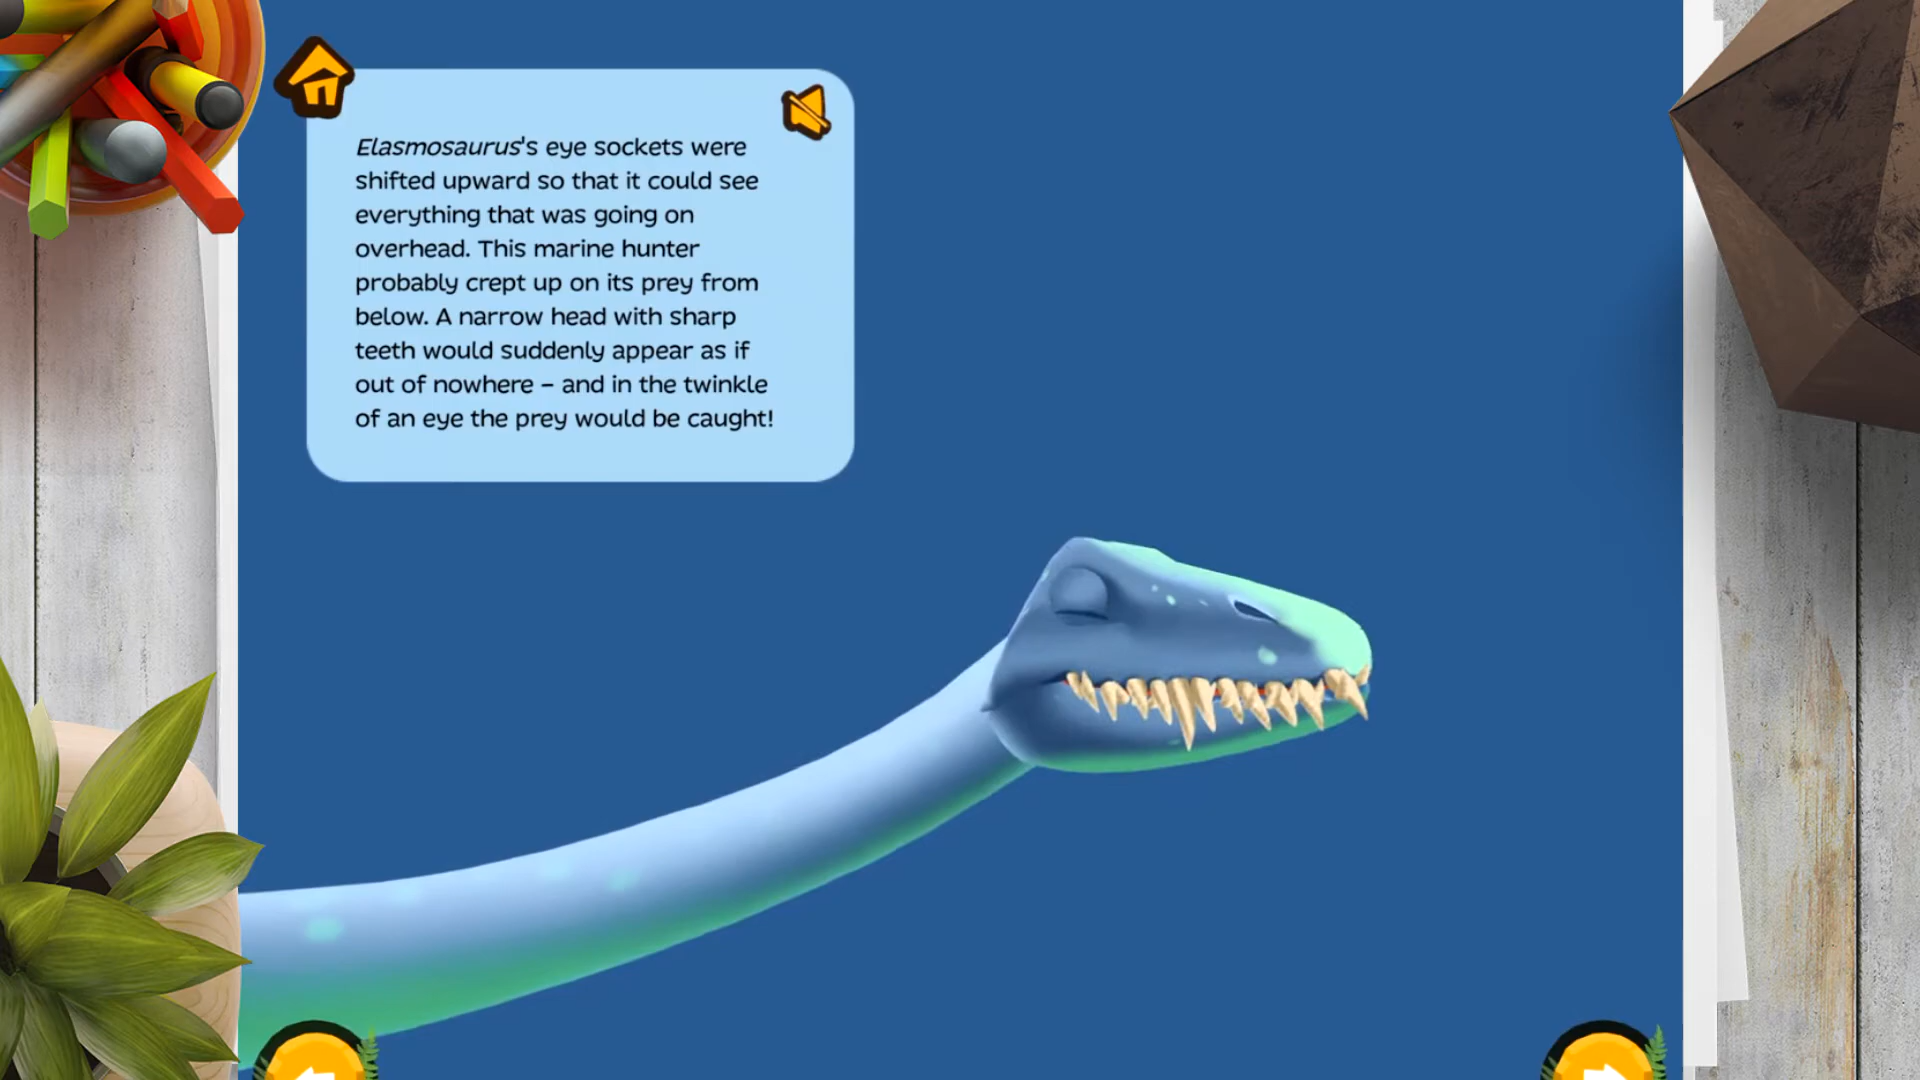 Elasmosaurus's eye sockets were
shifted upward so that it could see
everything that was going on
overhead. This marine hunter
probably crept up on its prey from
below. A narrow head with sharp
teeth would suddenly appear as if
out of nowhere – and in the twinkle
of an eye the prey would be caught!